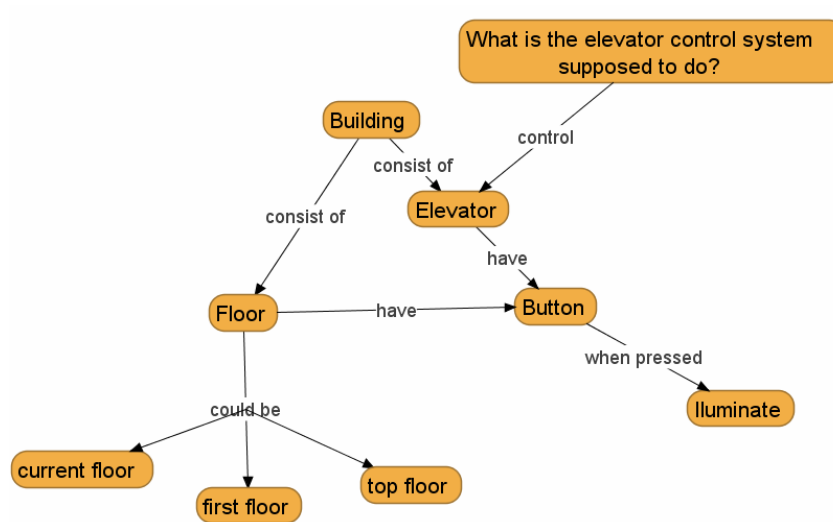 What is the elevator control system
supposed to do?
Building
control
consist of
Elevator
consist of
have
Floor
have
Button
when pressed
Iluminate
could be
current floor
top floor
first floor